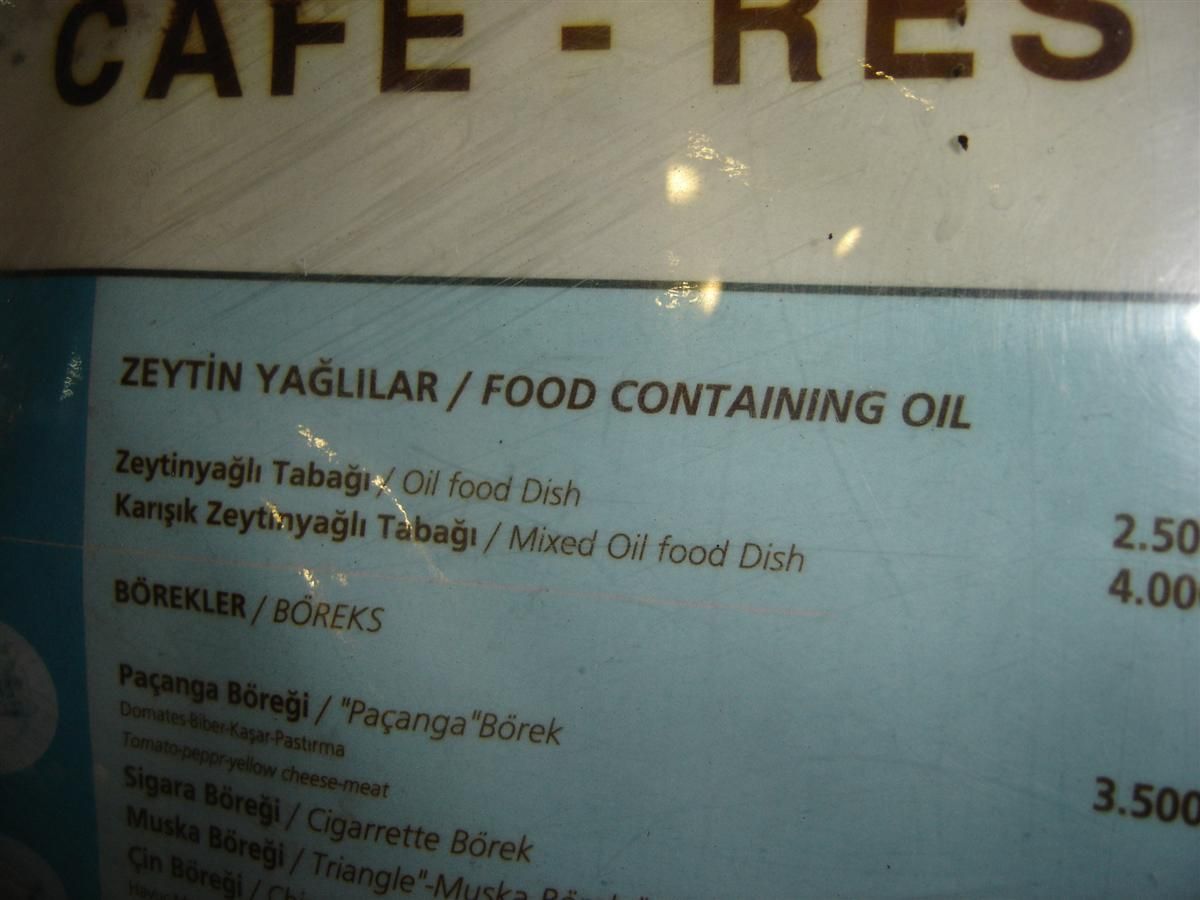 CAFE - RES
ZEYTİN YAĞLILAR / FOOD CONTAINING OIL
Zeytinyağlı Tabağı / Oil food Dish 2.50
Karışık Zeytinyağlı Tabağı / Mixed Oil food Dish 4.00
BÖREKLER / BÖREKS
Paçanga Böreği / "Paçanga"Börek
Domates-Biber-Kaşar-Pastırma
Tomato-peppr-yellow cheese-meat 3.500
Sigara Böreği / Cigarrette Börek
Muska Böreği / Triangle"-Muska
Çin Böreği /